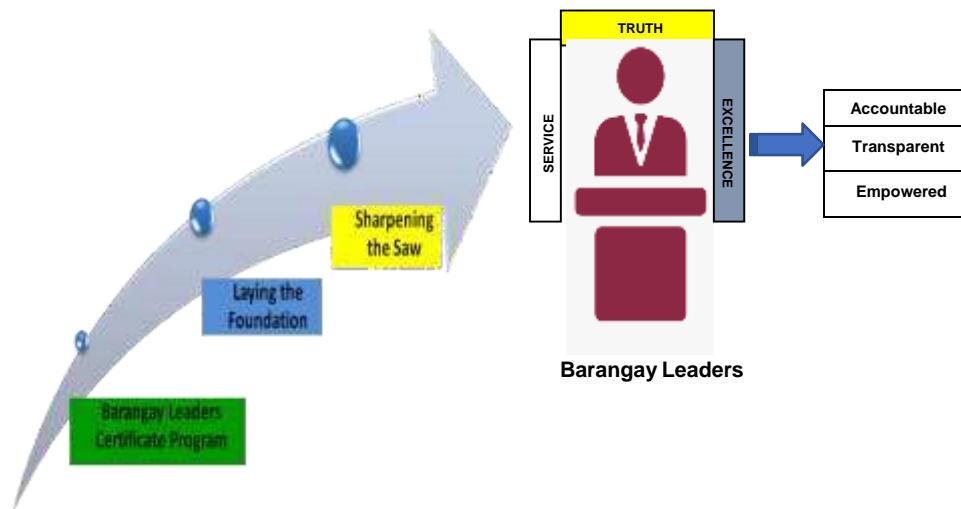 TRUTH
SERVICE
EXCELLENCE
Accountable
Transparent
Empowered
Sharpening
the Saw
Laying the
Foundation
Barangay Leaders
Barangay Leaders
Certificate Program